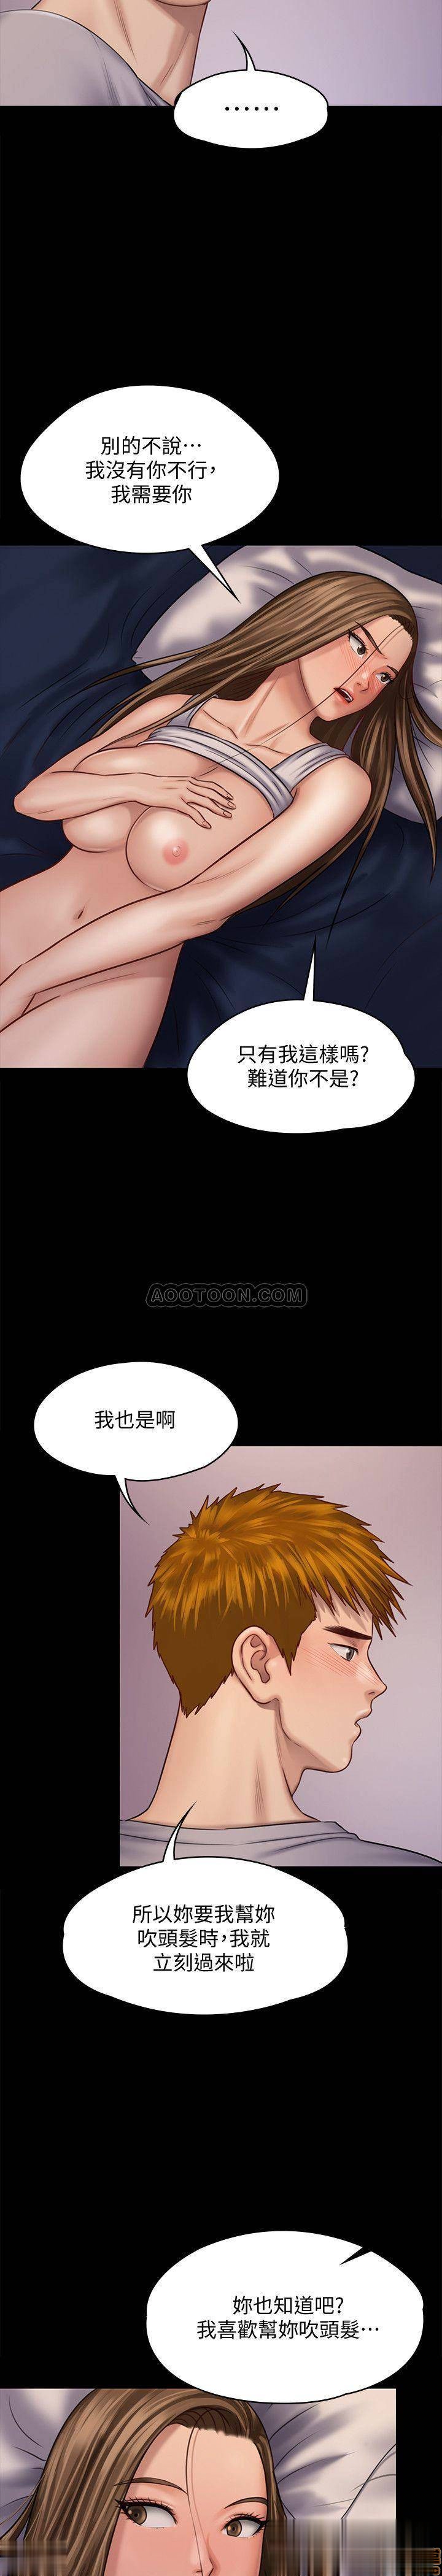 ……
別的不說…
我沒有你不行，
我需要你
只有我這樣嗎？
難道你不是？
AOOTOON.COM
我也是啊
所以妳要我幫妳
吹頭髮時，我就
立刻過來啦
妳也知道吧？
我喜歡幫妳吹頭髮…